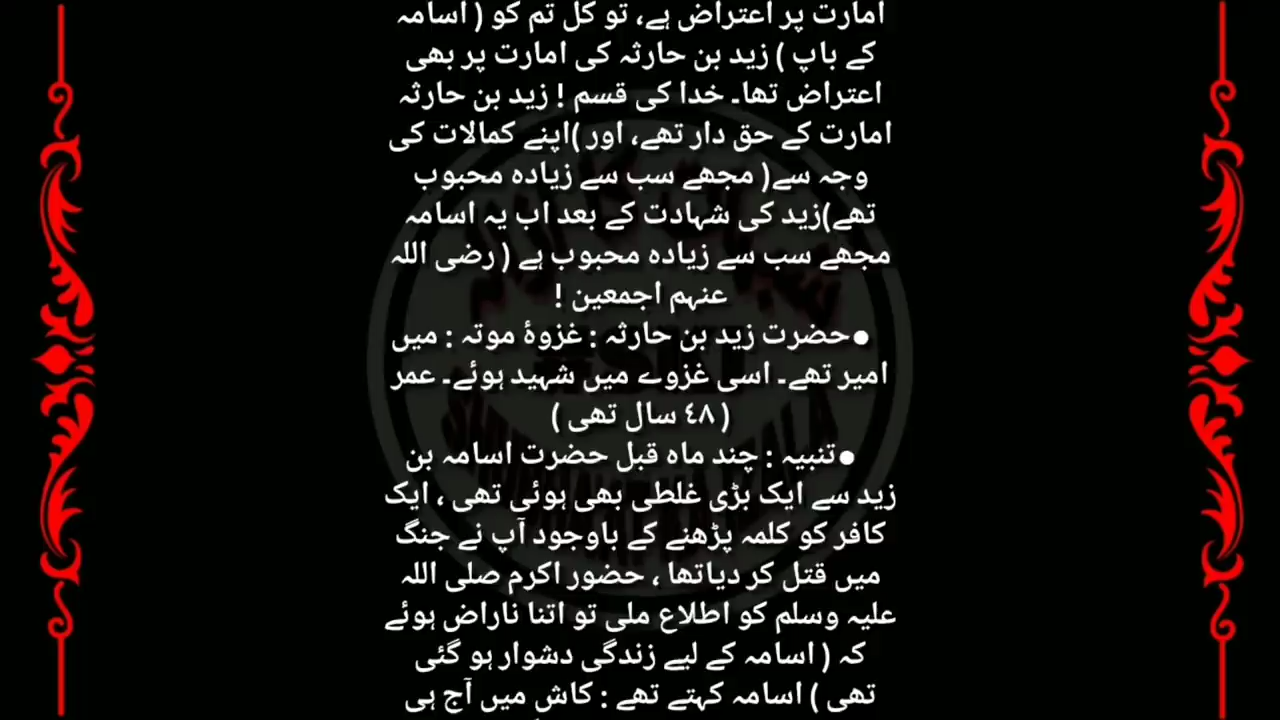 امارت پر اعتراض ہے، تو کل تم کو ( اسامہ
کے باپ ) زید بن حارثہ کی امارت پر بھی
اعتراض تھا۔ خدا کی قسم ! زید بن حارثہ
امارت کے حق دار تھے، اور )اپنے کمالات کی
وجہ سے( مجھے سب سے زیادہ محبوب
تھے)زید کی شہادت کے بعد اب یہ اسامہ
مجھے سب سے زیادہ محبوب ہے ( رضی اللہ
عنہم اجمعین !
●حضرت زید بن حارثہ : غزوۂ موتہ : میں
امیر تھے۔ اسی غزوے میں شہید ہوئے۔ عمر
( ٤٨ سال تھی )
●تنبیہ : چند ماہ قبل حضرت اسامہ بن
زید سے ایک بڑی غلطی بھی ہوئی تھی ، ایک
کافر کو کلمہ پڑھنے کے باوجود آپ نے جنگ
میں قتل کر دیاتھا ، حضور اکرم صلی اللہ
علیہ وسلم کو اطلاع ملی تو اتنا ناراض ہوئے
کہ ( اسامہ کے لیے زندگی دشوار ہو گئی
تھی ) اسامہ کہتے تھے : کاش میں آج ہی